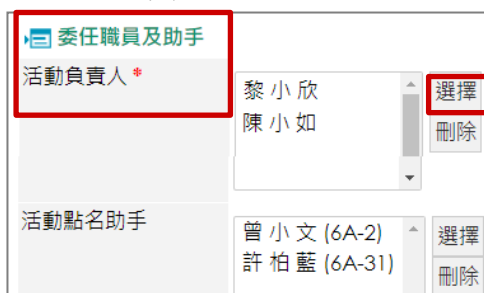 委任職員及助手
活動負責人 *
黎 小 欣
陳 小 如
選擇
刪除
活動點名助手
曾 小 文 (6A-2)
許 柏 藍 (6A-31)
選擇
刪除